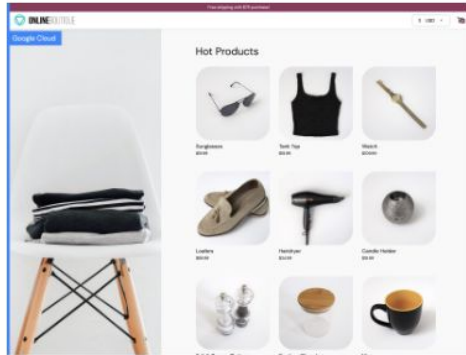 Free shipping with $75 purchase!
ONLINEBOUTIQUE
$ USD
Google Cloud
Hot Products
Sunglasses
Tank Top
Watch
$19.99
$18.99
$109.99
Loafers
Hairdryer
Candle Holder
$89.99
$24.99
$18.99